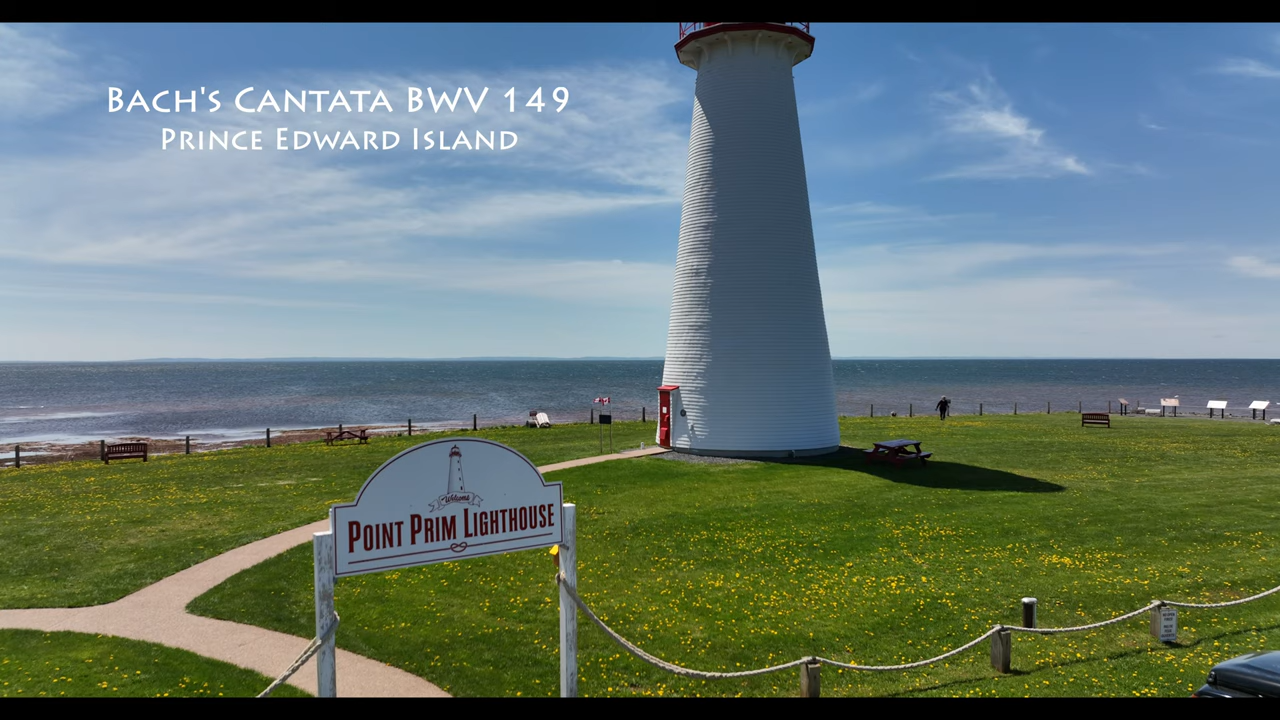 Bach's Cantata BWV 149
Prince Edward Island
Welcome
Point Prim Lighthouse